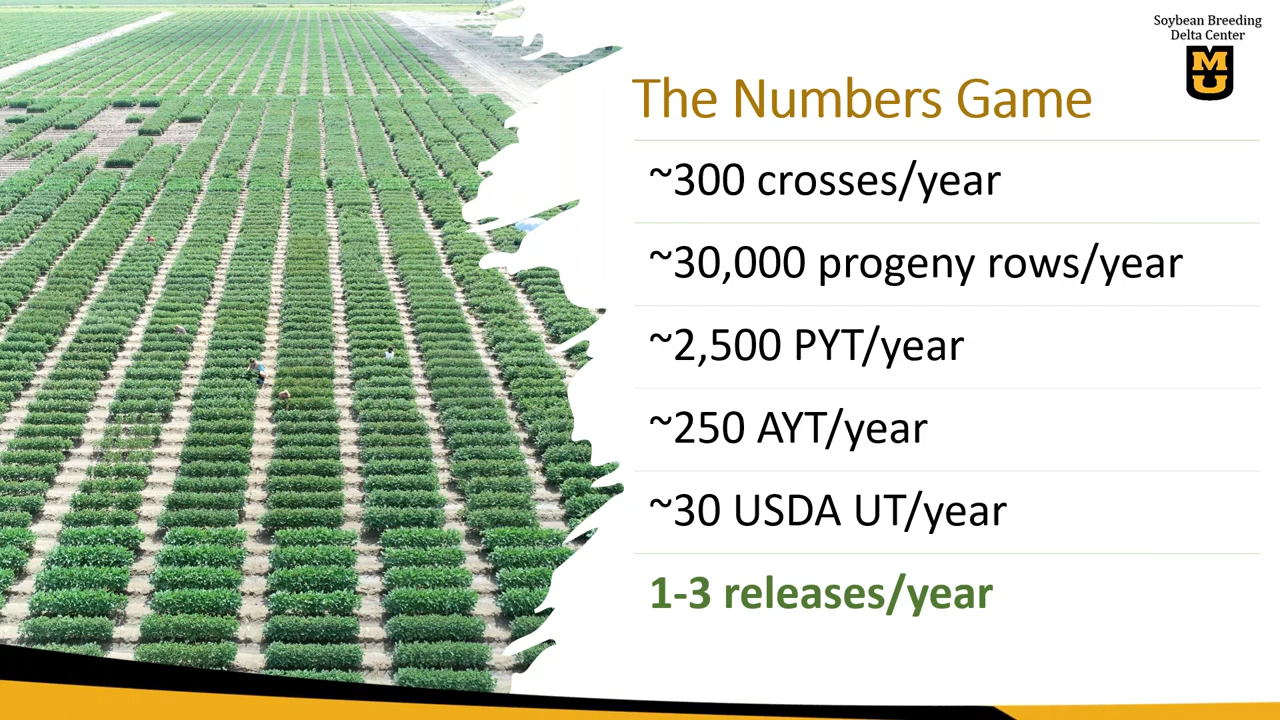 Soybean Breeding
Delta Center
MU
The Numbers Game
~300 crosses/year
~30,000 progeny rows/year
~2,500 PYT/year
~250 AYT/year
~30 USDA UT/year
1-3 releases/year